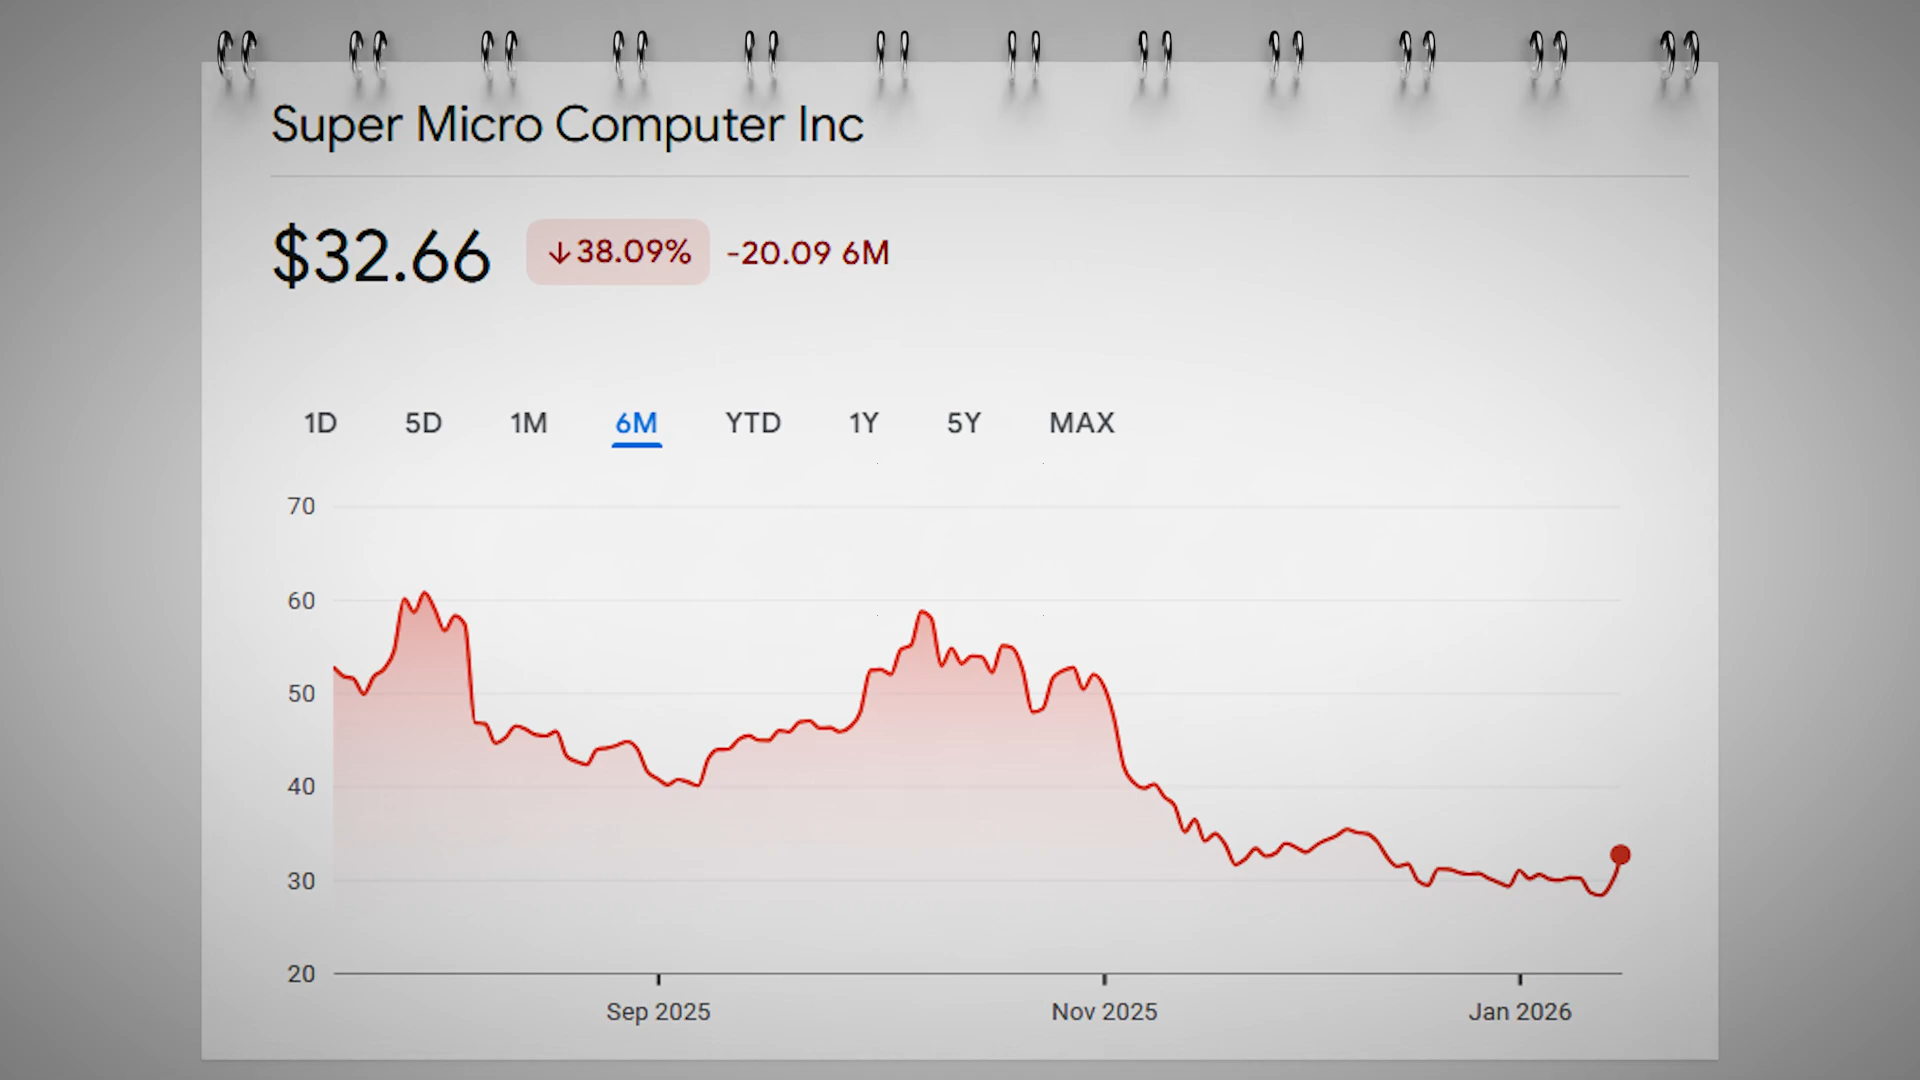 Super Micro Computer Inc
$32.66 ↓38.09% -20.09 6M
1D 5D 1M 6M YTD 1Y 5Y MAX
70
60
50
40
30
20
Sep 2025 Nov 2025 Jan 2026